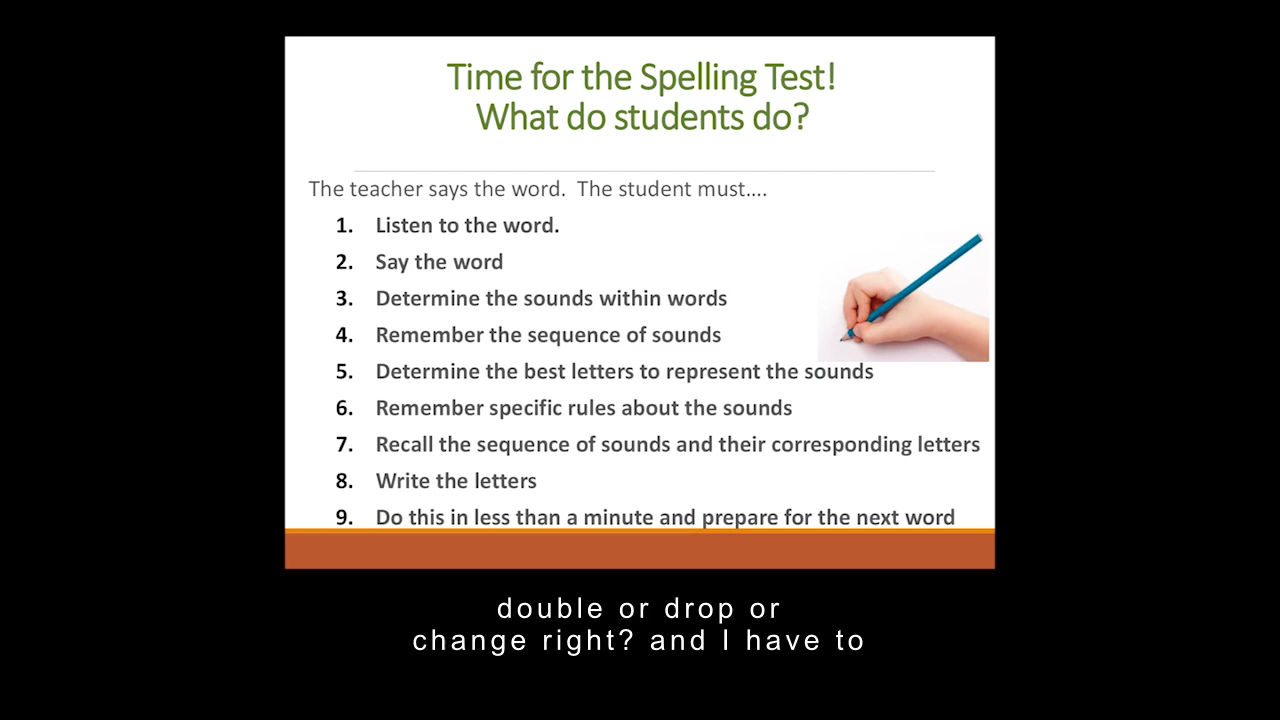 Time for the Spelling Test!
What do students do?
The teacher says the word.  The student must....
1. Listen to the word.
2. Say the word
3. Determine the sounds within words
4. Remember the sequence of sounds
5. Determine the best letters to represent the sounds
6. Remember specific rules about the sounds
7. Recall the sequence of sounds and their corresponding letters
8. Write the letters
9. Do this in less than a minute and prepare for the next word
double or drop or
change right? and I have to